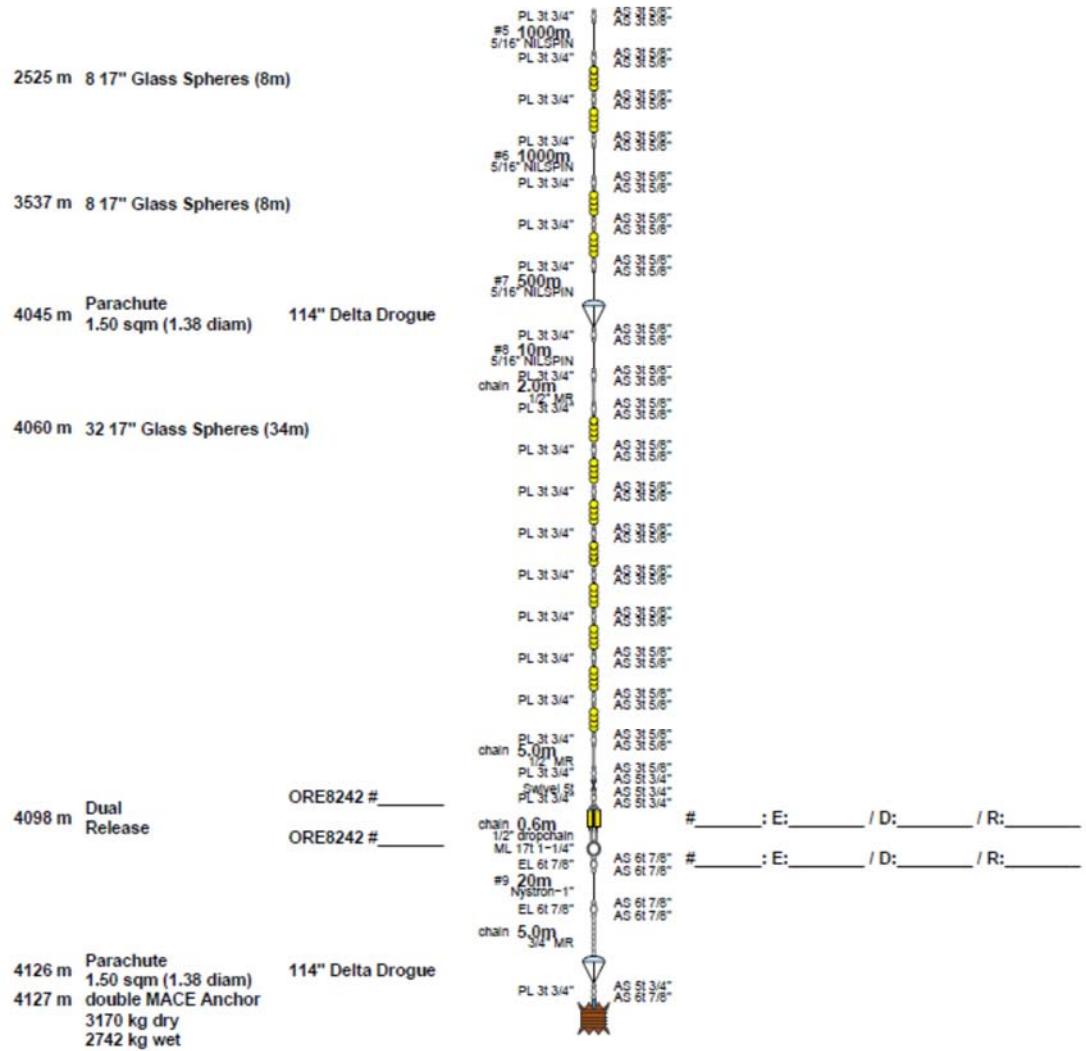 PL 3t 3/4" AS 3t 5/8"
AS 3t 5/8"
#5 1000m
5/16" NILSPIN
PL 3t 3/4" AS 3t 5/8"
AS 3t 5/8"
2525 m 8 17" Glass Spheres (8m)
PL 3t 3/4" AS 3t 5/8"
AS 3t 5/8"
PL 3t 3/4" AS 3t 5/8"
AS 3t 5/8"
#6 1000m
5/16" NILSPIN
PL 3t 3/4" AS 3t 5/8"
AS 3t 5/8"
3537 m 8 17" Glass Spheres (8m)
PL 3t 3/4" AS 3t 5/8"
AS 3t 5/8"
PL 3t 3/4" AS 3t 5/8"
AS 3t 5/8"
#7 500m
5/16" NILSPIN
4045 m Parachute
1.50 sqm (1.38 diam) 114" Delta Drogue
PL 3t 3/4" AS 3t 5/8"
AS 3t 5/8"
#8 10m
5/16" NILSPIN
PL 3t 3/4" AS 3t 5/8"
AS 3t 5/8"
chain 2.0m
1/2" MR
PL 3t 3/4" AS 3t 5/8"
AS 3t 5/8"
4060 m 32 17" Glass Spheres (34m)
PL 3t 3/4" AS 3t 5/8"
AS 3t 5/8"
PL 3t 3/4" AS 3t 5/8"
AS 3t 5/8"
PL 3t 3/4" AS 3t 5/8"
AS 3t 5/8"
PL 3t 3/4" AS 3t 5/8"
AS 3t 5/8"
PL 3t 3/4" AS 3t 5/8"
AS 3t 5/8"
PL 3t 3/4" AS 3t 5/8"
AS 3t 5/8"
PL 3t 3/4" AS 3t 5/8"
AS 3t 5/8"
PL 3t 3/4" AS 3t 5/8"
AS 3t 5/8"
chain 5.0m
1/2" MR
PL 3t 3/4" AS 3t 5/8"
AS 5t 3/4"
Swivel 5t
PL 3t 3/4" AS 5t 3/4"
AS 5t 3/4"
4098 m Dual
Release
ORE8242 #_______
ORE8242 #_______
chain 0.6m
1/2" dropchain
ML 17t 1-1/4"
#_______: E:________ / D:________ / R:________
#_______: E:________ / D:________ / R:________
EL 6t 7/8" AS 6t 7/8"
AS 6t 7/8"
#9 20m
Nystron-1"
EL 6t 7/8" AS 6t 7/8"
AS 6t 7/8"
chain 5.0m
3/4" MR
4126 m Parachute
1.50 sqm (1.38 diam) 114" Delta Drogue
PL 3t 3/4" AS 5t 3/4"
AS 6t 7/8"
4127 m double MACE Anchor
3170 kg dry
2742 kg wet